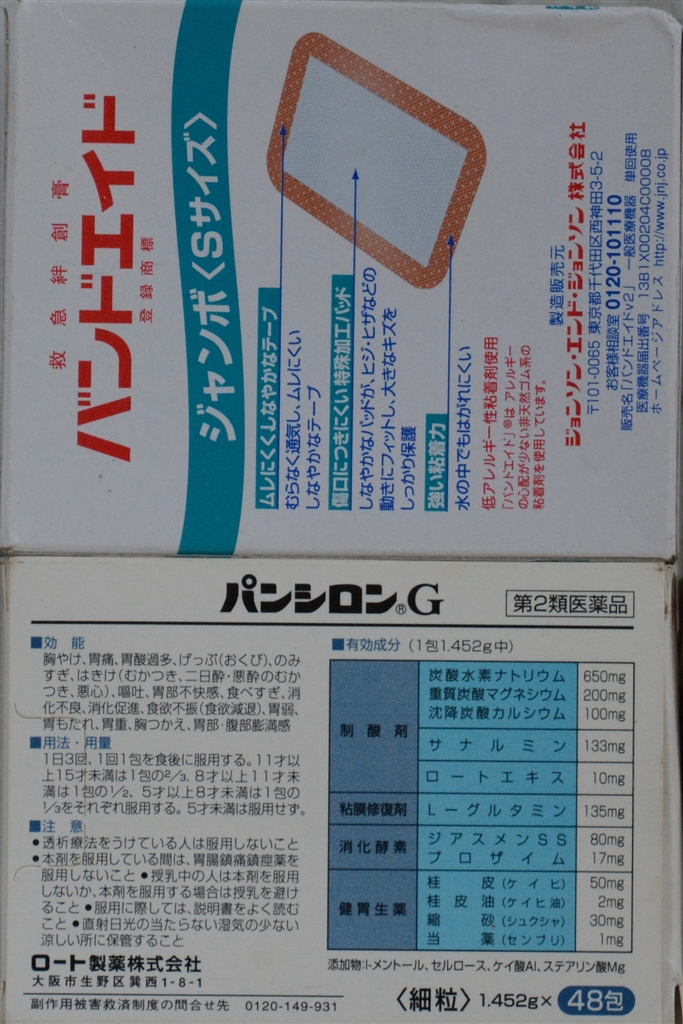 救急絆創膏
バンドエイド
登録商標
ジャンボ〈Sサイズ〉
ムレにくくしなやかなテープ
むらなく通気し、ムレにくい
しなやかなテープ
傷口につきにくい特殊加工パッド
しなやかなパッドが、ヒジ・ヒザなどの
動きにフィットし、大きなキズを
しっかり保護
強い粘着力
水の中でもはがれにくい
低アレルギー性粘着剤使用
「バンドエイド」®は アレルギー
の心配が少ない非天然ゴム系の
粘着剤を使用しています。
製造販売元
ジョンソン・エンド・ジョンソン 株式会社
〒101-0065 東京都千代田区西神田3-5-2
お客様相談室 0120-101110
販売名「バンドエイドv2」 一般医療機器 単回使用
医療機器届出番号 13B1X00204C00008
ホームページアドレス http://www.jnj.co.jp
パンシロン®G
第2類医薬品
■効能
胸やけ、胃痛、胃酸過多、げっぷ(おくび)、のみ
すぎ、はきけ(むかつき、二日酔・悪酔のむか
つき、悪心)、嘔吐、胃部不快感、食べすぎ、消
化不良、消化促進、食欲不振(食欲減退)、胃弱、
胃もたれ、胃重、胸つかえ、胃部・腹部膨満感
■用法・用量
1日3回、1回1包を食後に服用する。11才以
上15才未満は1包の2/3、8才以上11才未
満は1包の1/2、5才以上8才未満は1包の
1/3をそれぞれ服用する。5才未満は服用せず。
■注意
●透析療法をうけている人は服用しないこと
●本剤を服用している間は、胃腸鎮痛鎮痙薬を
服用しないこと ●授乳中の人は本剤を服用
しないか、本剤を服用する場合は授乳を避け
ること ●服用に際しては、説明書をよく読む
こと ●直射日光の当たらない湿気の少ない
涼しい所に保管すること
ロート製薬株式会社
大阪市生野区巽西1-8-1
副作用被害救済制度の問合せ先 0120-149-931
■有効成分(1包1.452g中)
制酸剤
炭酸水素ナトリウム 650mg
重質炭酸マグネシウム 200mg
沈降炭酸カルシウム 100mg
サナルミン 133mg
ロートエキス 10mg
粘膜修復剤 L-グルタミン 135mg
消化酵素
ジアスメンSS 80mg
プロザイム 17mg
健胃生薬
桂皮(ケイヒ) 50mg
桂皮油(ケイヒ油) 2mg
縮砂(シュクシャ) 30mg
当薬(センブリ) 1mg
添加物:l-メントール、セルロース、ケイ酸Al、ステアリン酸Mg
〈細粒〉 1.452g× 48包